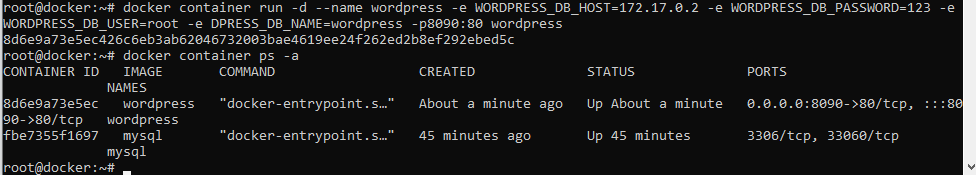 root@docker:~# docker container run -d --name wordpress -e WORDPRESS_DB_HOST=172.17.0.2 -e WORDPRESS_DB_PASSWORD=123 -e
WORDPRESS_DB_USER=root -e DPRESS_DB_NAME=wordpress -p8090:80 wordpress
8d6e9a73e5ec426c6eb3ab62046732003bae4619ee24f262ed2b8ef292ebed5c
root@docker:~# docker container ps -a
CONTAINER ID   IMAGE       COMMAND                  CREATED              STATUS              PORTS
               NAMES
8d6e9a73e5ec   wordpress   "docker-entrypoint.s…"   About a minute ago   Up About a minute   0.0.0.0:8090->80/tcp, :::80
90->80/tcp   wordpress
fbe7355f1697   mysql       "docker-entrypoint.s…"   45 minutes ago       Up 45 minutes       3306/tcp, 33060/tcp
               mysql
root@docker:~#